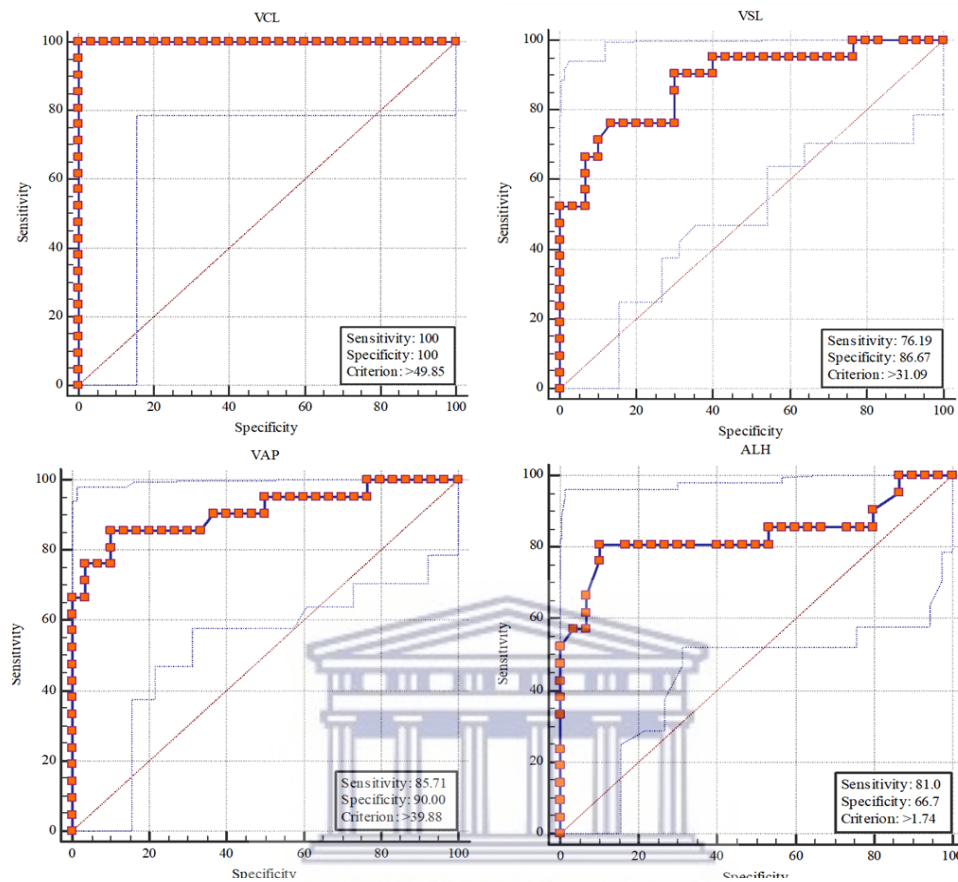 VCL
100
80
60
40
20
0
Sensitivity
0 20 40 60 80 100
Specificity
Sensitivity: 100
Specificity: 100
Criterion: >49.85
VSL
100
80
60
40
20
0
Sensitivity
0 20 40 60 80 100
Specificity
Sensitivity: 76.19
Specificity: 86.67
Criterion: >31.09
VAP
100
80
60
40
20
0
Sensitivity
0 20 40 60 80 100
Specificity
Sensitivity: 85.71
Specificity: 90.00
Criterion: >39.88
ALH
100
80
60
40
20
0
Sensitivity
0 20 40 60 80 100
Specificity
Sensitivity: 81.0
Specificity: 66.7
Criterion: >1.74